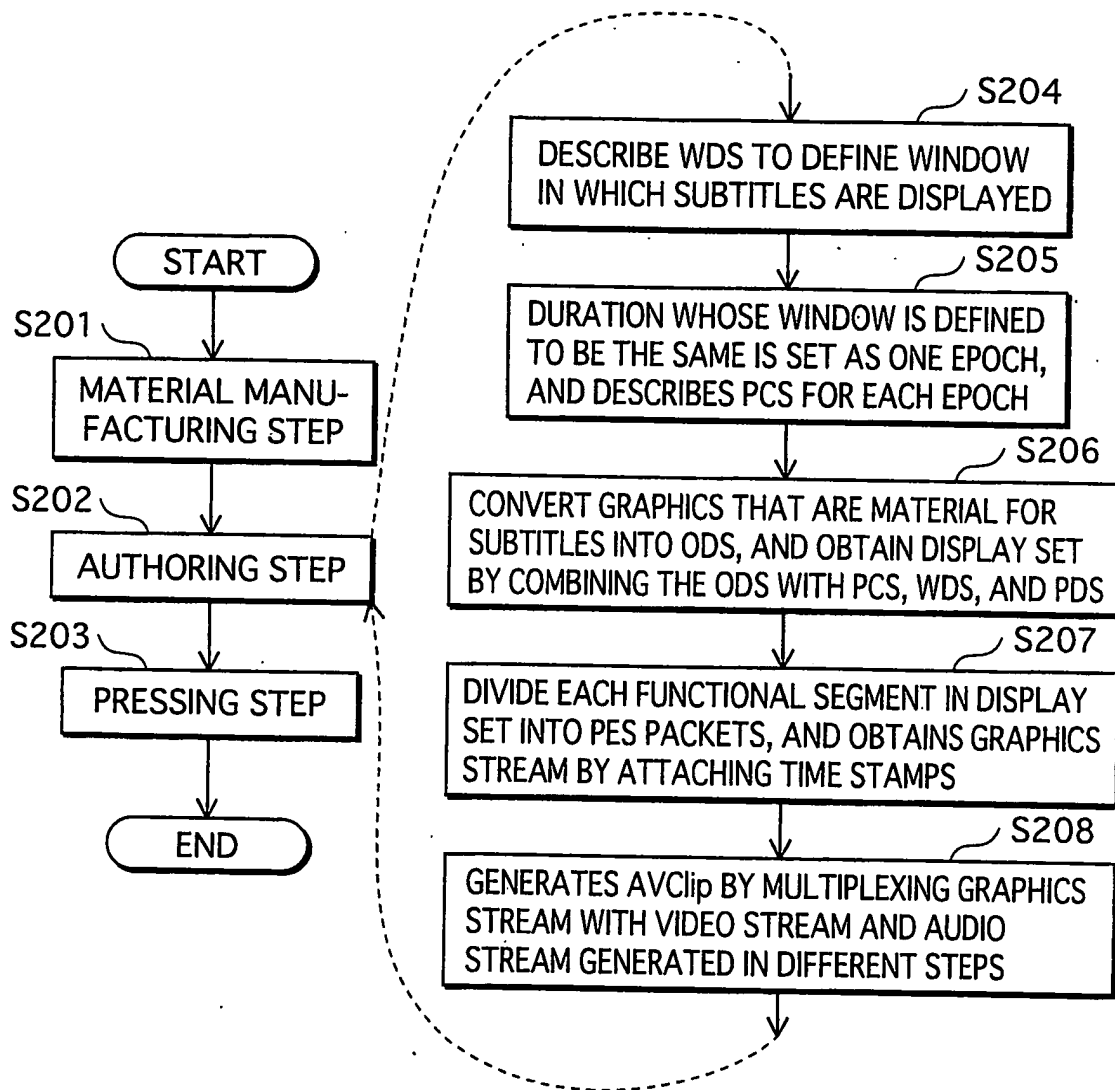 START
S201
MATERIAL MANU-
FACTURING STEP
S202
AUTHORING STEP
S203
PRESSING STEP
END
S204
DESCRIBE WDS TO DEFINE WINDOW
IN WHICH SUBTITLES ARE DISPLAYED
S205
DURATION WHOSE WINDOW IS DEFINED
TO BE THE SAME IS SET AS ONE EPOCH,
AND DESCRIBES PCS FOR EACH EPOCH
S206
CONVERT GRAPHICS THAT ARE MATERIAL FOR
SUBTITLES INTO ODS, AND OBTAIN DISPLAY SET
BY COMBINING THE ODS WITH PCS, WDS, AND PDS
S207
DIVIDE EACH FUNCTIONAL SEGMENT IN DISPLAY
SET INTO PES PACKETS, AND OBTAINS GRAPHICS
STREAM BY ATTACHING TIME STAMPS
S208
GENERATES AVClip BY MULTIPLEXING GRAPHICS
STREAM WITH VIDEO STREAM AND AUDIO
STREAM GENERATED IN DIFFERENT STEPS